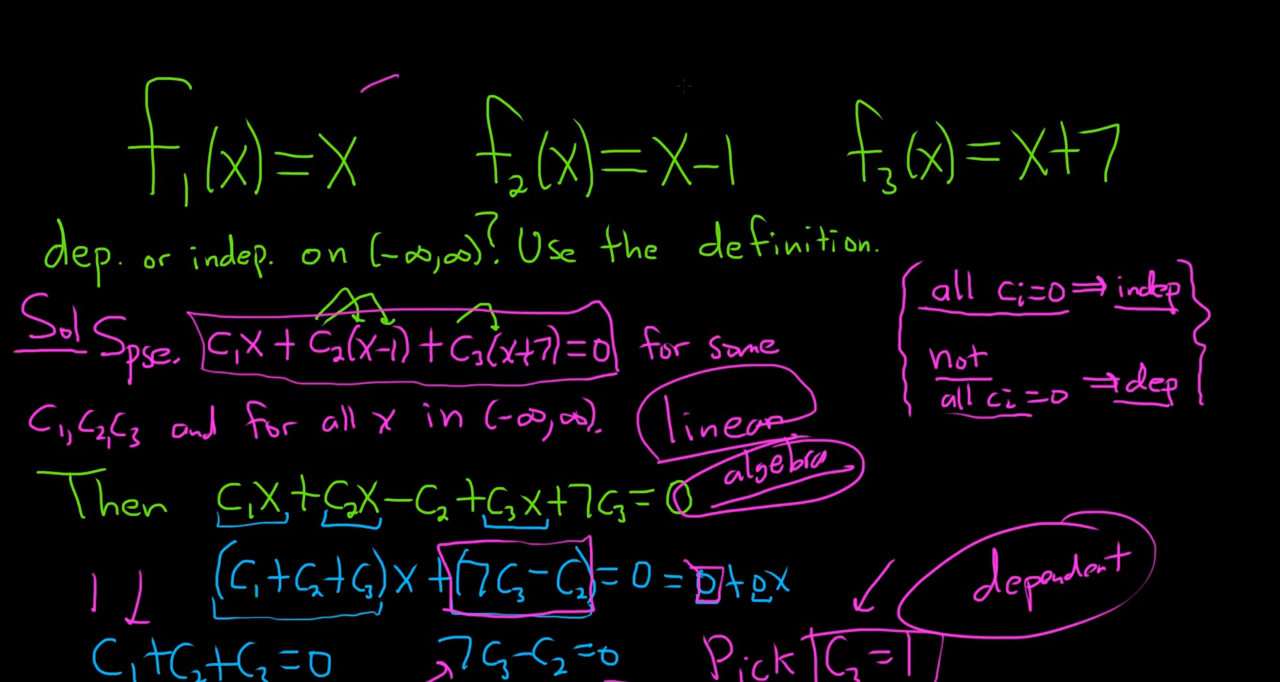 f₁(x)=x f₂(x)=x-1 f₃(x)=x+7
dep. or indep. on (-∞,∞)? Use the definition.
all ci=0 ⇒ indep
Sol Spse. C₁x + C₂(x-1) + C₃(x+7)=0 for some
not
all ci=0 ⇒ dep
C₁,C₂,C₃ and for all x in (-∞,∞). linear
algebra
Then C₁x+C₂x-C₂+C₃x+7C₃=0
(C₁+C₂+C₃)x+(7C₃-C₂)=0=0+0x
dependent
C₁+C₂+C₃=0 7C₃-C₂=0 Pick C₃=1